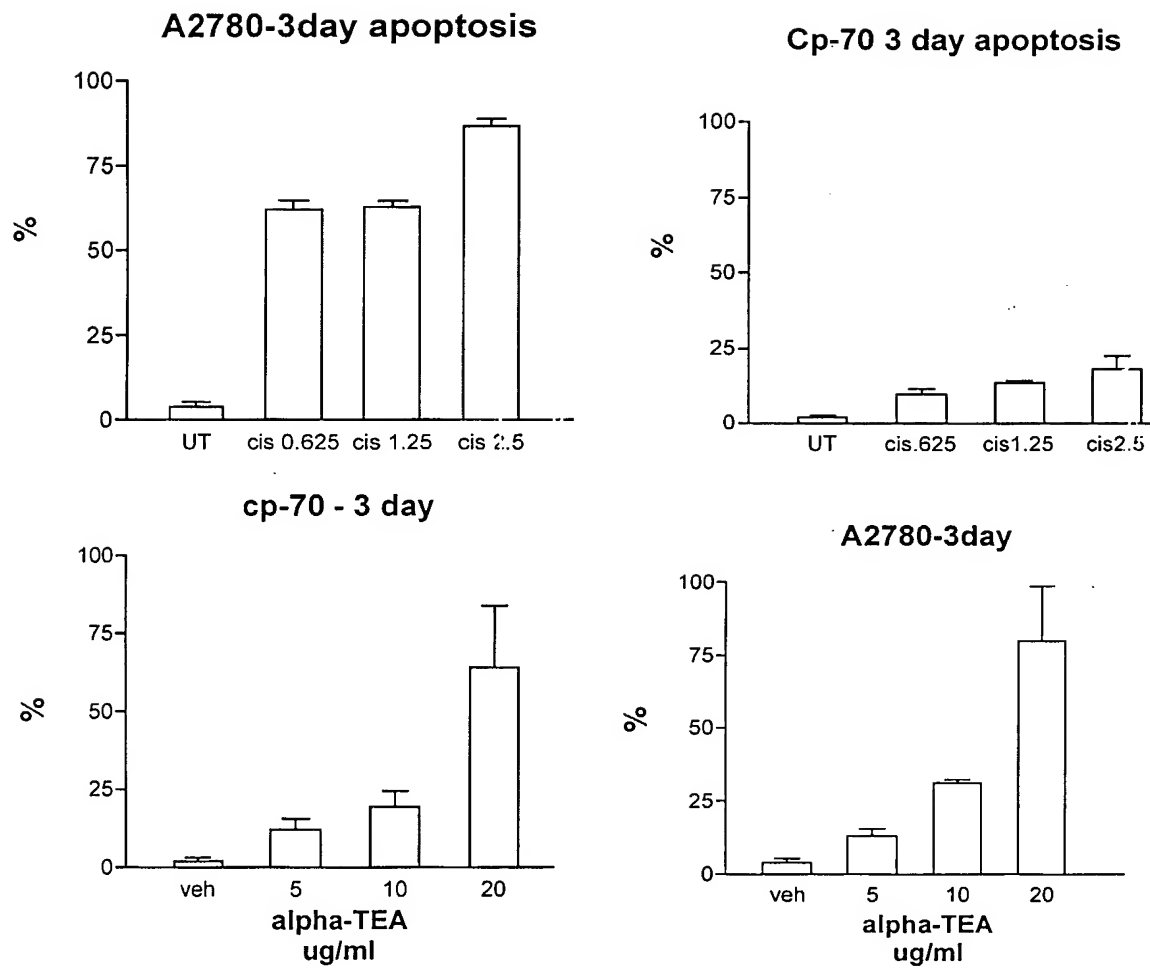 A2780-3day apoptosis
100
75
50
25
0
%
UT cis 0.625 cis 1.25 cis 2.5
Cp-70 3 day apoptosis
100
75
50
25
0
%
UT cis.625 cis1.25 cis2.5
cp-70 - 3 day
100
75
50
25
0
%
veh 5 10 20
alpha-TEA
ug/ml
A2780-3day
100
75
50
25
0
%
veh 5 10 20
alpha-TEA
ug/ml